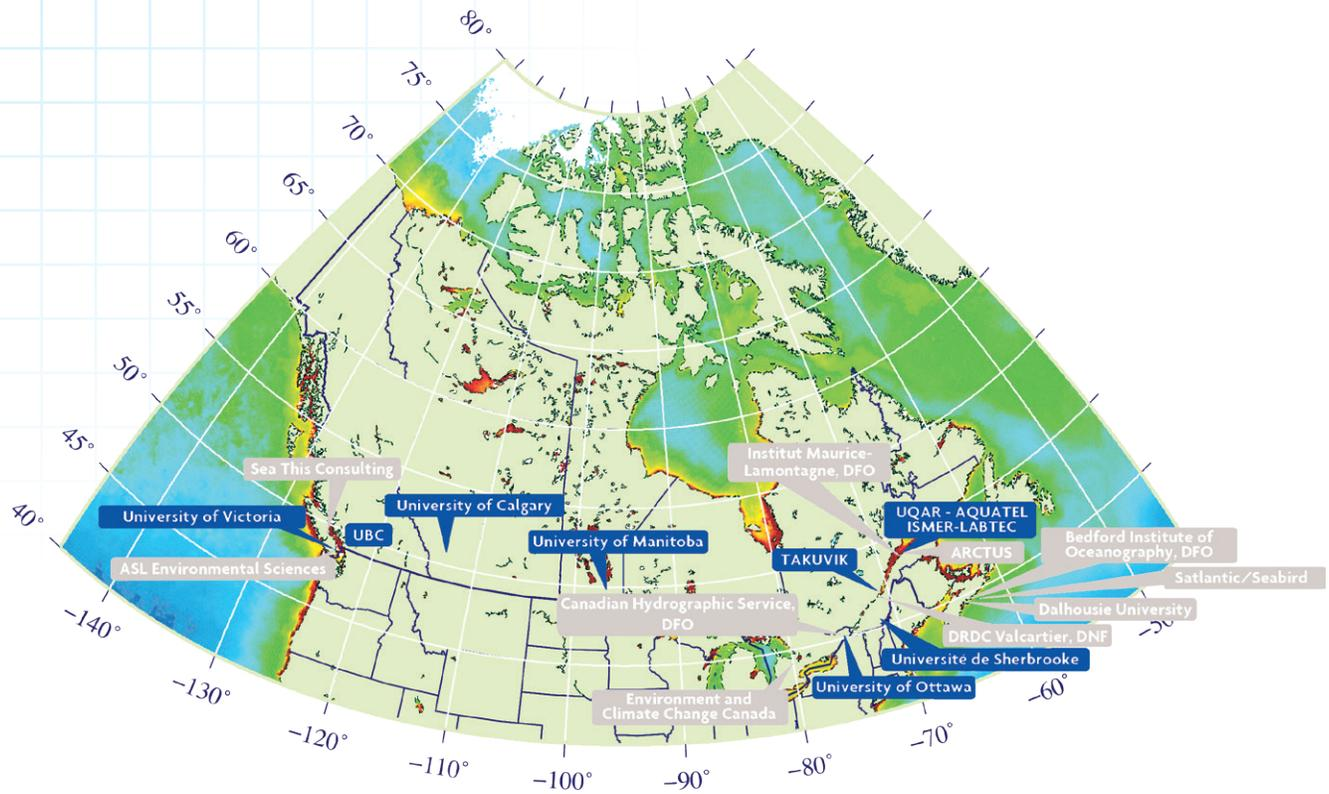 80°
75°
70°
65°
60°
55°
50°
45°
40°
Sea This Consulting
University of Victoria
UBC
ASL Environmental Sciences
University of Calgary
University of Manitoba
Institut Maurice-
Lamontagne, DFO
UQAR - AQUATEL
ISMER-LABTEC
TAKUVIK
ARCTUS
Bedford Institute of
Oceanography, DFO
Satlantic/Seabird
Dalhousie University
Canadian Hydrographic Service,
DFO
DRDC Valcartier, DNF
Université de Sherbrooke
University of Ottawa
Environment and
Climate Change Canada
−140°
−130°
−120°
−110°
−100°
−90°
−80°
−70°
−60°